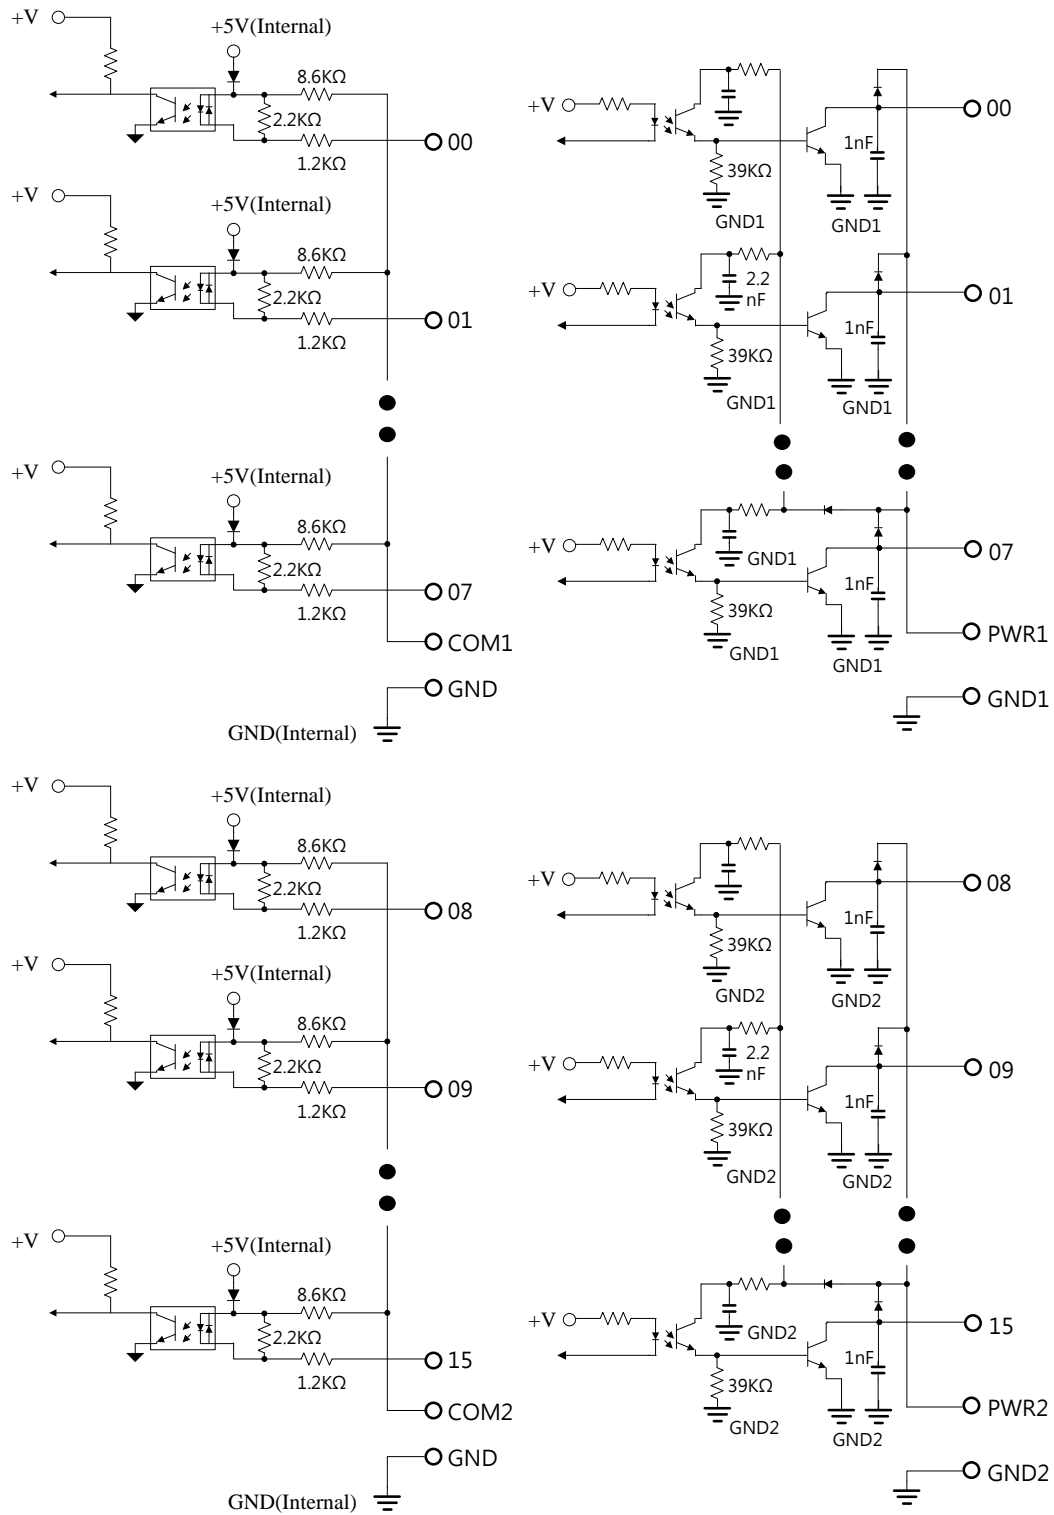 +V
+5V(Internal)
8.6KΩ
2.2KΩ
1.2KΩ
00
+V
+5V(Internal)
8.6KΩ
2.2KΩ
1.2KΩ
01
+V
+5V(Internal)
8.6KΩ
2.2KΩ
1.2KΩ
07
COM1
GND
GND(Internal)
+V
39KΩ
GND1
1nF
GND1
00
+V
2.2
nF
39KΩ
GND1
1nF
GND1
01
+V
GND1
39KΩ
GND1
1nF
GND1
07
PWR1
GND1
+V
+5V(Internal)
8.6KΩ
2.2KΩ
1.2KΩ
08
+V
+5V(Internal)
8.6KΩ
2.2KΩ
1.2KΩ
09
+V
+5V(Internal)
8.6KΩ
2.2KΩ
1.2KΩ
15
COM2
GND
GND(Internal)
+V
39KΩ
GND2
1nF
GND2
08
+V
2.2
nF
39KΩ
GND2
1nF
GND2
09
+V
GND2
39KΩ
GND2
1nF
GND2
15
PWR2
GND2